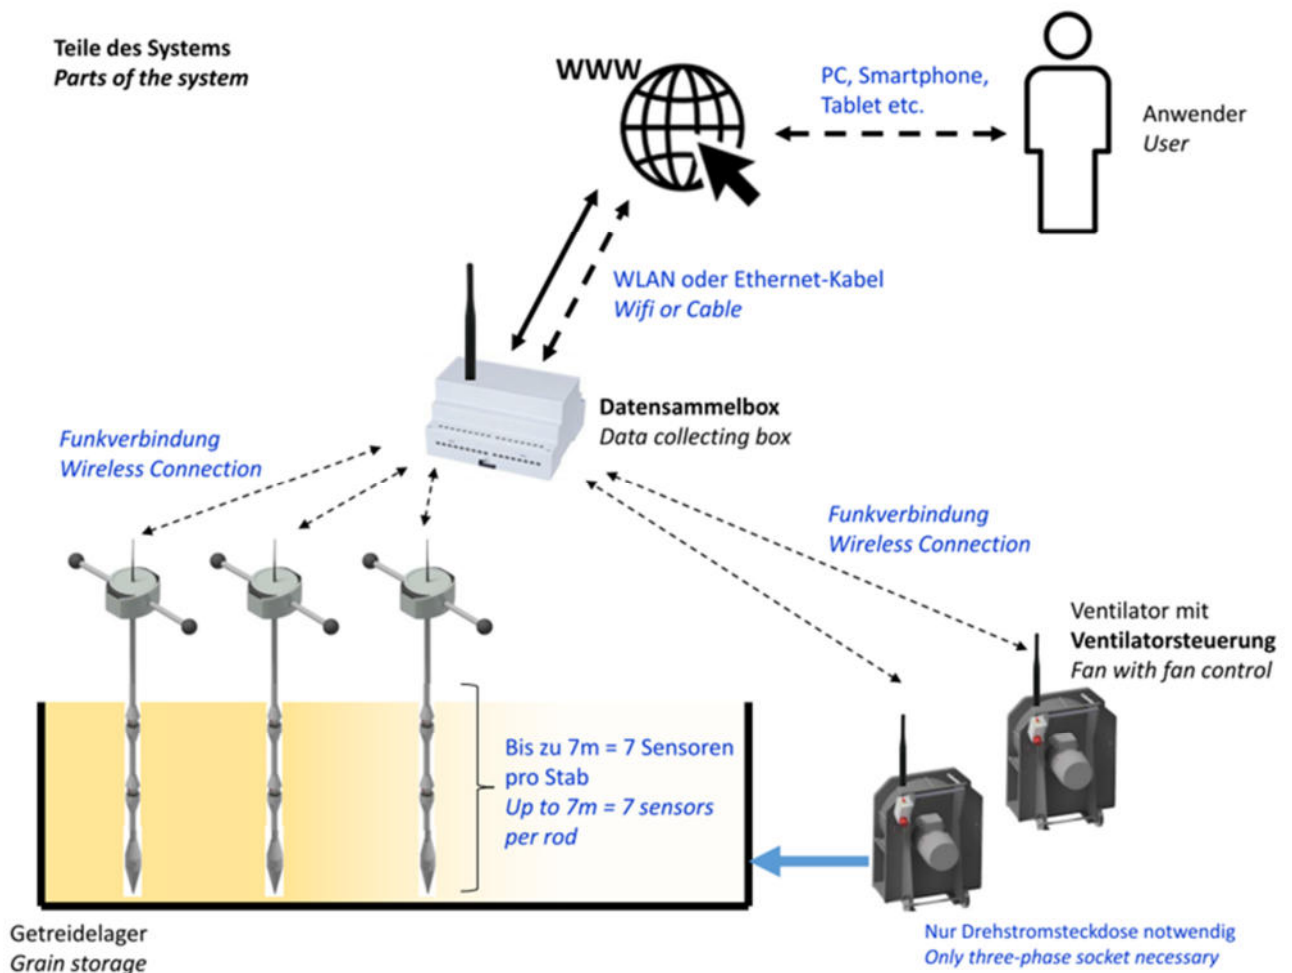 Teile des Systems
Parts of the system
WWW
PC, Smartphone,
Tablet etc.
Anwender
User
WLAN oder Ethernet-Kabel
Wifi or Cable
Datensammelbox
Data collecting box
Funkverbindung
Wireless Connection
Funkverbindung
Wireless Connection
Ventilator mit
Ventilatorsteuerung
Fan with fan control
Bis zu 7m = 7 Sensoren
pro Stab
Up to 7m = 7 sensors
per rod
Getreidelager
Grain storage
Nur Drehstromsteckdose notwendig
Only three-phase socket necessary